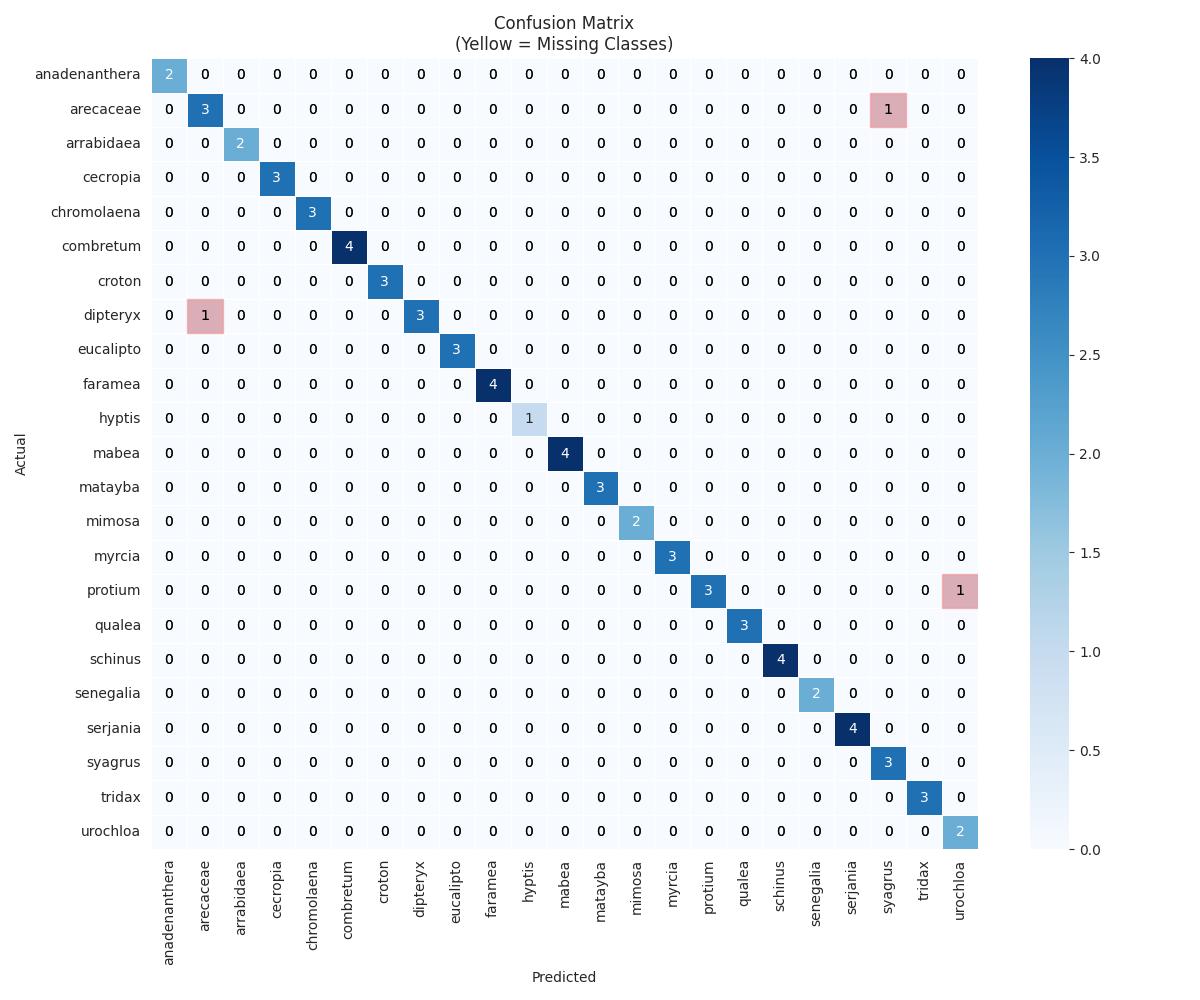 Confusion Matrix
(Yellow = Missing Classes)
anadenanthera 2 0 0 0 0 0 0 0 0 0 0 0 0 0 0 0 0 0 0 0 0 0 0
arecaceae 0 3 0 0 0 0 0 0 0 0 0 0 0 0 0 0 0 0 0 0 1 0 0
arrabidaea 0 0 2 0 0 0 0 0 0 0 0 0 0 0 0 0 0 0 0 0 0 0 0
cecropia 0 0 0 3 0 0 0 0 0 0 0 0 0 0 0 0 0 0 0 0 0 0 0
chromolaena 0 0 0 0 3 0 0 0 0 0 0 0 0 0 0 0 0 0 0 0 0 0 0
combretum 0 0 0 0 0 4 0 0 0 0 0 0 0 0 0 0 0 0 0 0 0 0 0
croton 0 0 0 0 0 0 3 0 0 0 0 0 0 0 0 0 0 0 0 0 0 0 0
dipteryx 0 1 0 0 0 0 0 3 0 0 0 0 0 0 0 0 0 0 0 0 0 0 0
eucalipto 0 0 0 0 0 0 0 0 3 0 0 0 0 0 0 0 0 0 0 0 0 0 0
faramea 0 0 0 0 0 0 0 0 0 4 0 0 0 0 0 0 0 0 0 0 0 0 0
hyptis 0 0 0 0 0 0 0 0 0 0 1 0 0 0 0 0 0 0 0 0 0 0 0
mabea 0 0 0 0 0 0 0 0 0 0 0 4 0 0 0 0 0 0 0 0 0 0 0
matayba 0 0 0 0 0 0 0 0 0 0 0 0 3 0 0 0 0 0 0 0 0 0 0
mimosa 0 0 0 0 0 0 0 0 0 0 0 0 0 2 0 0 0 0 0 0 0 0 0
myrcia 0 0 0 0 0 0 0 0 0 0 0 0 0 0 3 0 0 0 0 0 0 0 0
protium 0 0 0 0 0 0 0 0 0 0 0 0 0 0 0 3 0 0 0 0 0 0 1
qualea 0 0 0 0 0 0 0 0 0 0 0 0 0 0 0 0 3 0 0 0 0 0 0
schinus 0 0 0 0 0 0 0 0 0 0 0 0 0 0 0 0 0 4 0 0 0 0 0
senegalia 0 0 0 0 0 0 0 0 0 0 0 0 0 0 0 0 0 0 2 0 0 0 0
serjania 0 0 0 0 0 0 0 0 0 0 0 0 0 0 0 0 0 0 0 4 0 0 0
syagrus 0 0 0 0 0 0 0 0 0 0 0 0 0 0 0 0 0 0 0 0 3 0 0
tridax 0 0 0 0 0 0 0 0 0 0 0 0 0 0 0 0 0 0 0 0 0 3 0
urochloa 0 0 0 0 0 0 0 0 0 0 0 0 0 0 0 0 0 0 0 0 0 0 2
Actual
anadenanthera
arecaceae
arrabidaea
cecropia
chromolaena
combretum
croton
dipteryx
eucalipto
faramea
hyptis
mabea
matayba
mimosa
myrcia
protium
qualea
schinus
senegalia
serjania
syagrus
tridax
urochloa
Predicted
4.0
3.5
3.0
2.5
2.0
1.5
1.0
0.5
0.0